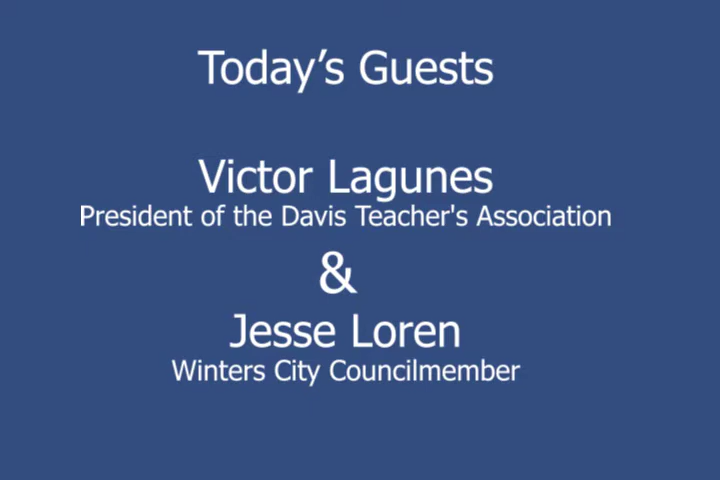 Today’s Guests
Victor Lagunes
President of the Davis Teacher's Association
&
Jesse Loren
Winters City Councilmember